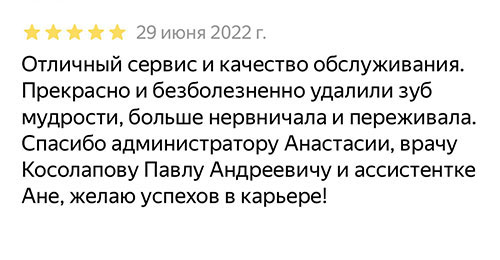 29 июня 2022 г.
Отличный сервис и качество обслуживания.
Прекрасно и безболезненно удалили зуб
мудрости, больше нервничала и переживала.
Спасибо администратору Анастасии, врачу
Косолапову Павлу Андреевичу и ассистентке
Ане, желаю успехов в карьере!